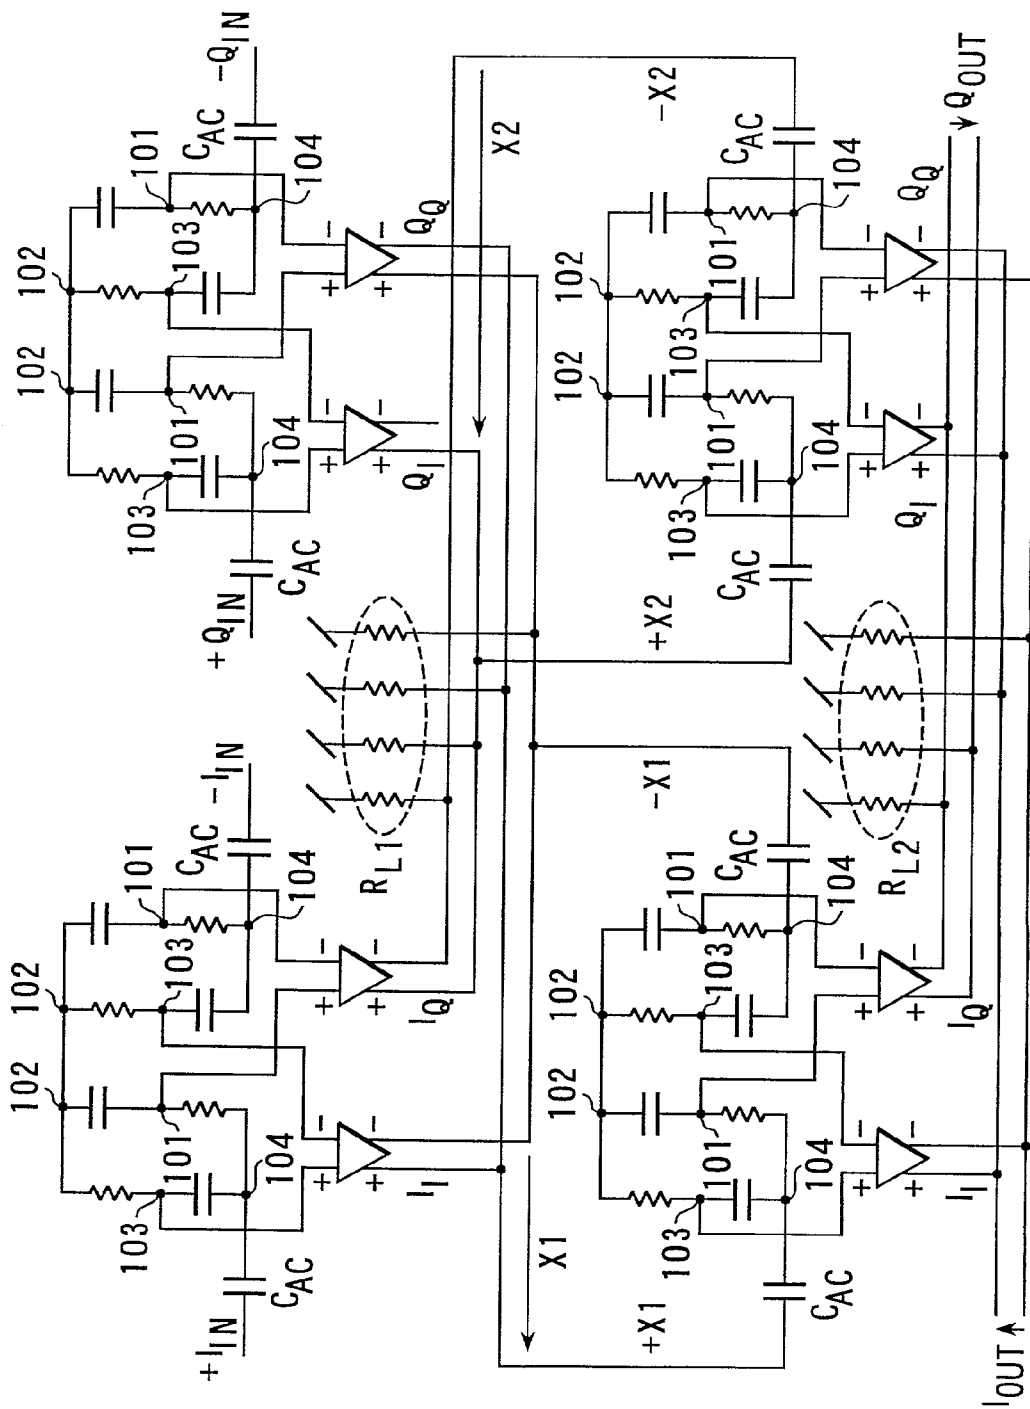 +I_IN
C_AC
103
102
101
104
102
103
101
104
C_AC
-I_IN
+
-
+
-
I_I
+
-
+
-
I_Q
R_L1
+Q_IN
C_AC
103
102
101
104
102
103
101
104
C_AC
-Q_IN
+
-
+
-
Q_I
+
-
+
-
Q_Q
X1
X2
+X1
C_AC
103
102
101
104
102
103
101
104
C_AC
-X1
+
-
+
-
I_I
+
-
+
-
I_Q
R_L2
+X2
C_AC
103
102
101
104
102
103
101
104
C_AC
-X2
+
-
+
-
Q_I
+
-
+
-
Q_Q
I_OUT
Q_OUT